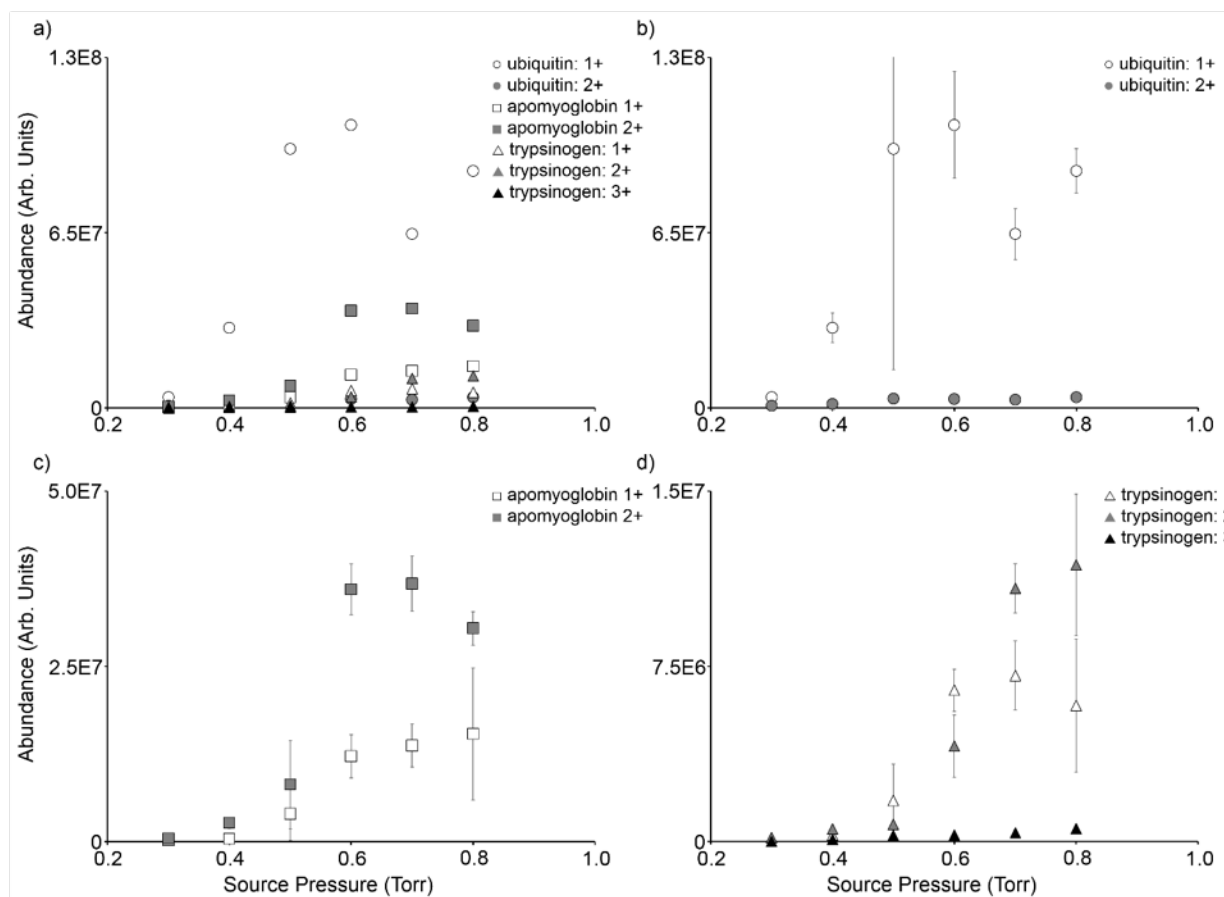 a)
Abundance (Arb. Units)
1.3E8
6.5E7
0
0.2 0.4 0.6 0.8 1.0
ubiquitin: 1+
ubiquitin: 2+
apomyoglobin 1+
apomyoglobin 2+
trypsinogen: 1+
trypsinogen: 2+
trypsinogen: 3+
b)
1.3E8
6.5E7
0
0.2 0.4 0.6 0.8 1.0
ubiquitin: 1+
ubiquitin: 2+
c)
Abundance (Arb. Units)
5.0E7
2.5E7
0
0.2 0.4 0.6 0.8 1.0
Source Pressure (Torr)
apomyoglobin 1+
apomyoglobin 2+
d)
1.5E7
7.5E6
0
0.2 0.4 0.6 0.8 1.0
Source Pressure (Torr)
trypsinogen:
trypsinogen:
trypsinogen: